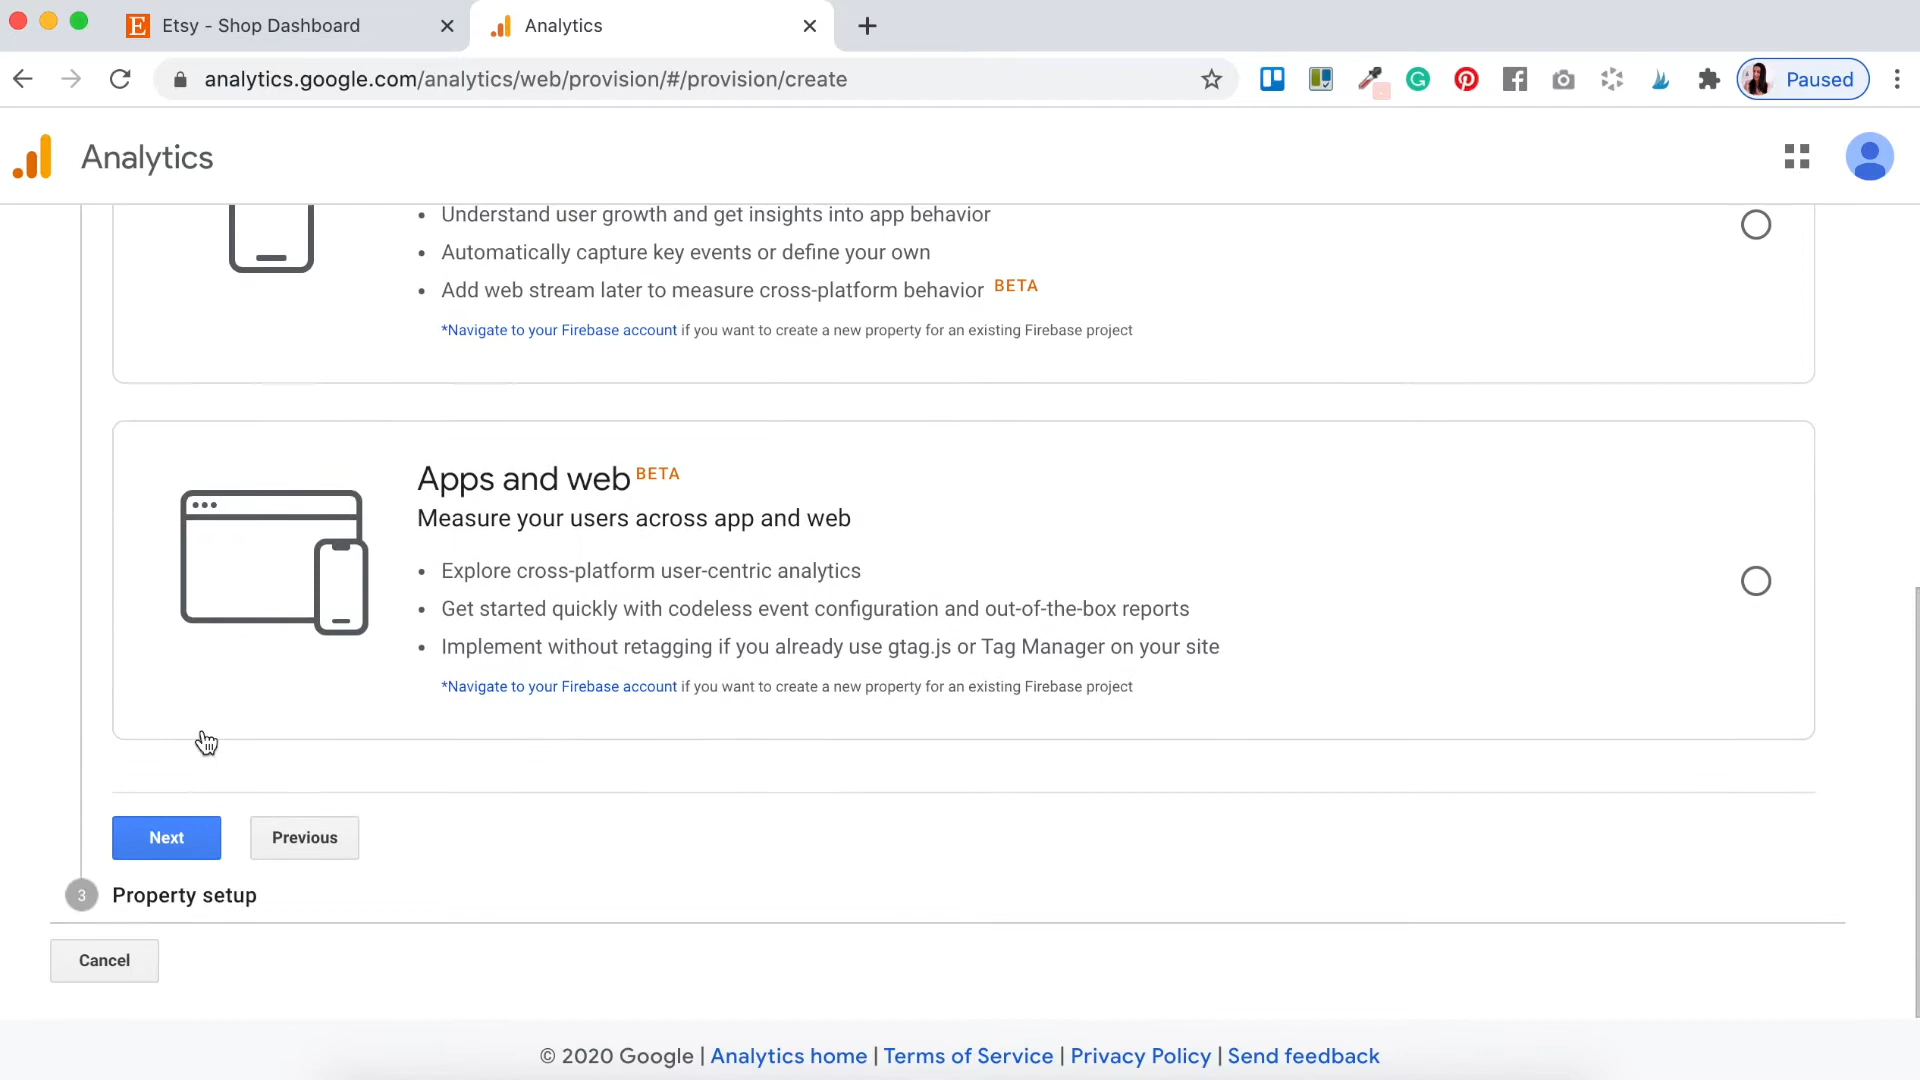 Etsy - Shop Dashboard
Analytics
analytics.google.com/analytics/web/provision/#/provision/create
Paused
Analytics
• Understand user growth and get insights into app behavior
• Automatically capture key events or define your own
• Add web stream later to measure cross-platform behavior BETA
*Navigate to your Firebase account if you want to create a new property for an existing Firebase project
Apps and web BETA
Measure your users across app and web
• Explore cross-platform user-centric analytics
• Get started quickly with codeless event configuration and out-of-the-box reports
• Implement without retagging if you already use gtag.js or Tag Manager on your site
*Navigate to your Firebase account if you want to create a new property for an existing Firebase project
Next Previous
3 Property setup
Cancel
© 2020 Google | Analytics home | Terms of Service | Privacy Policy | Send feedback